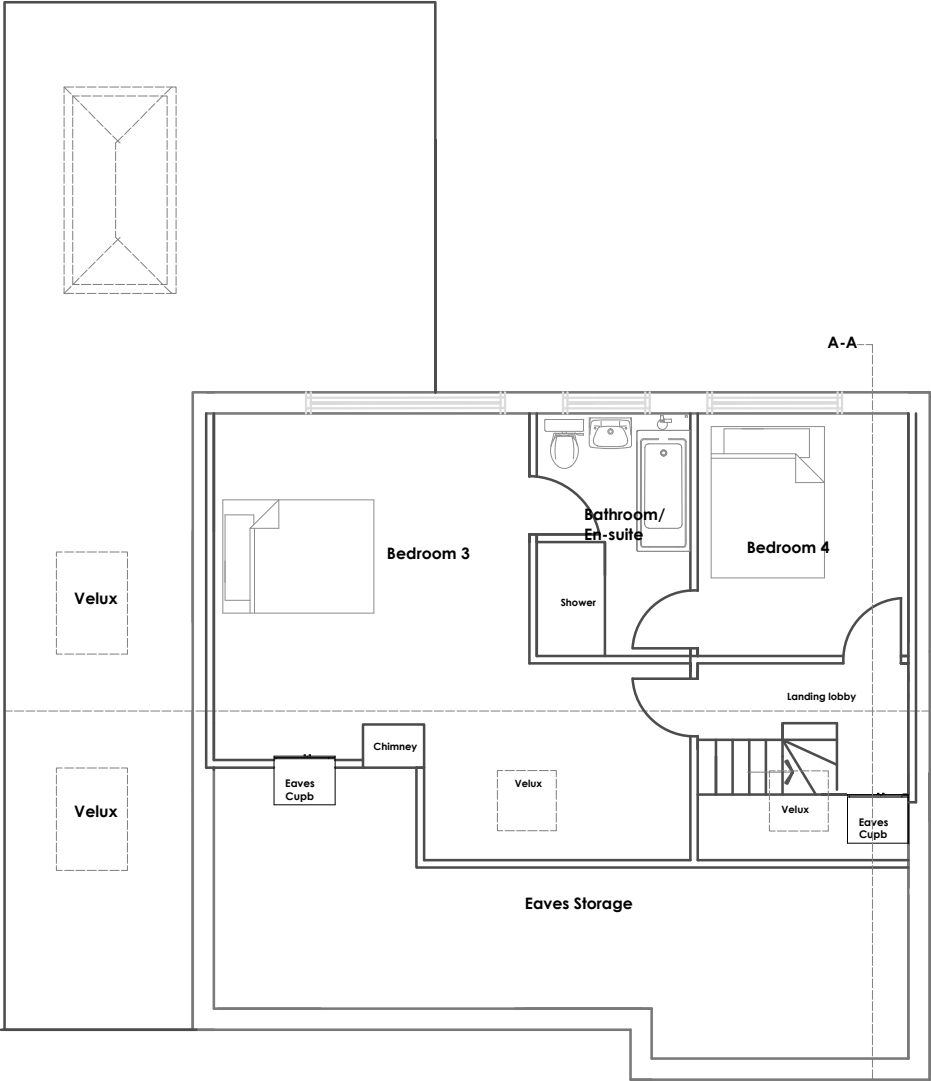 A-A
Bathroom/
En-suite
Bedroom 3
Bedroom 4
Velux
Shower
Landing lobby
Chimney
Eaves
Cupb
Velux
Velux
Velux
Eaves
Cupb
Eaves Storage